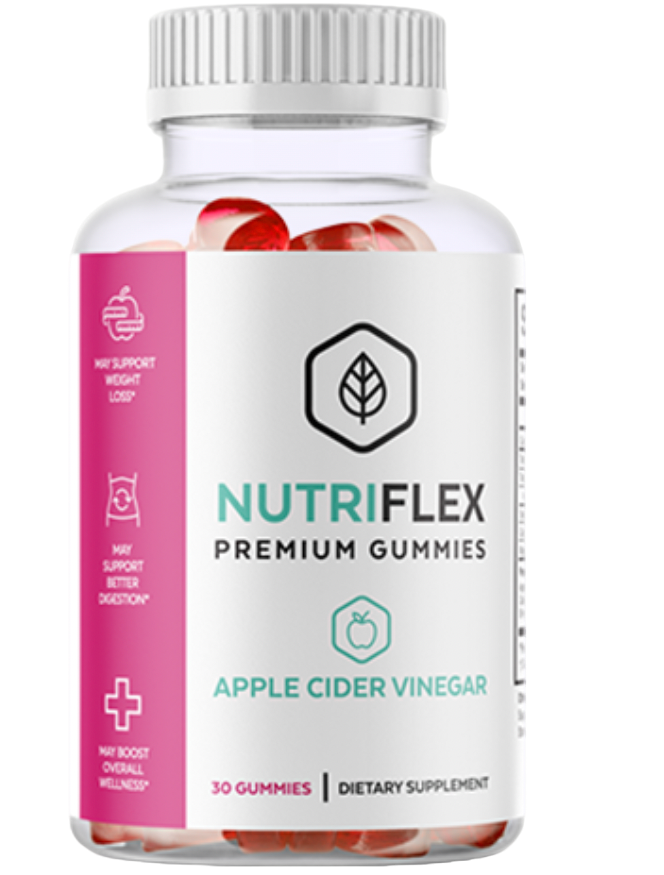 MAY SUPPORT
WEIGHT
LOSS*
MAY
SUPPORT
BETTER
DIGESTION*
MAY BOOST
OVERALL
WELLNESS*
NUTRIFLEX
PREMIUM GUMMIES
APPLE CIDER VINEGAR
30 GUMMIES | DIETARY SUPPLEMENT